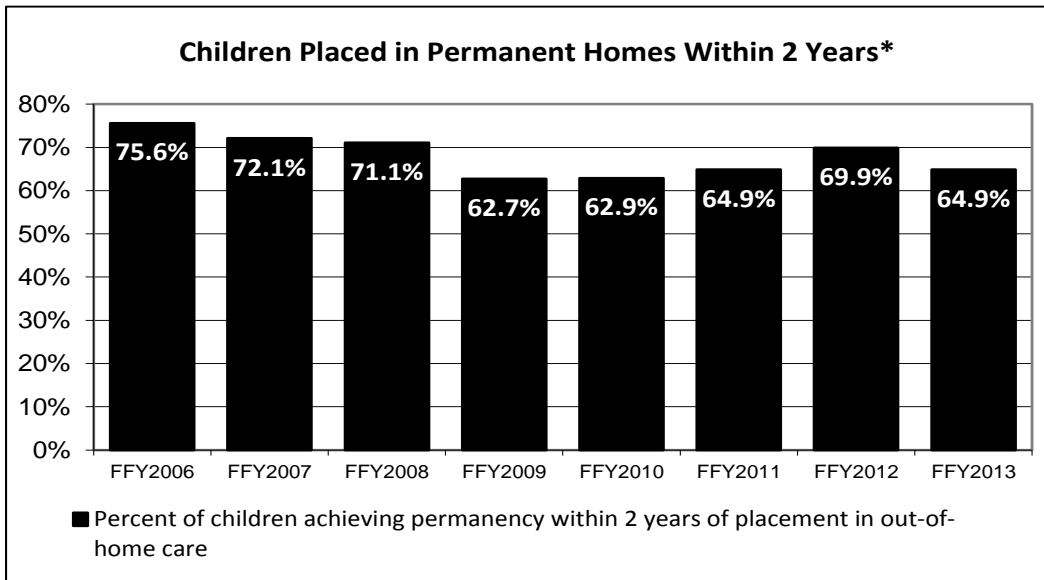 Children Placed in Permanent Homes Within 2 Years*
80%
70%
60%
50%
40%
30%
20%
10%
0%
75.6%
72.1%
71.1%
62.7%
62.9%
64.9%
69.9%
64.9%
FFY2006
FFY2007
FFY2008
FFY2009
FFY2010
FFY2011
FFY2012
FFY2013
Percent of children achieving permanency within 2 years of placement in out-of-
home care